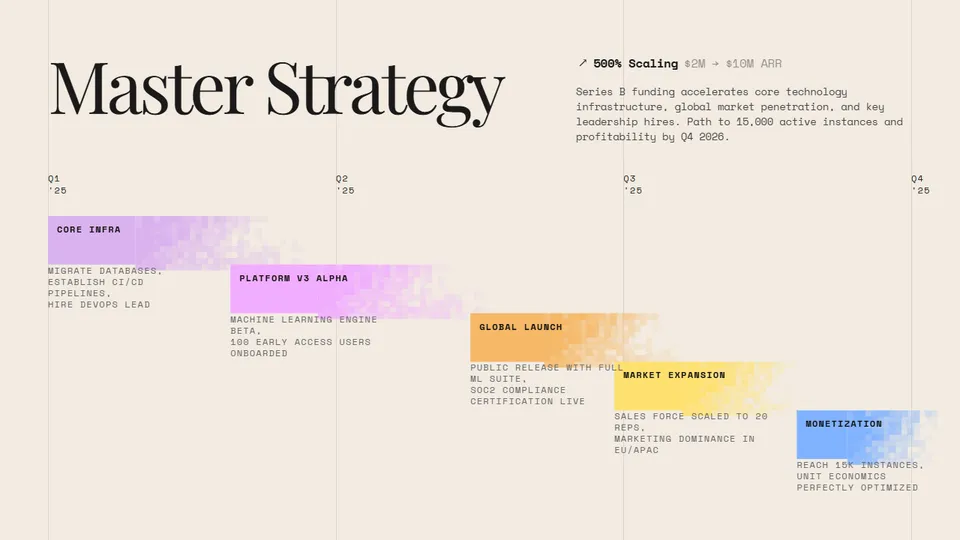 Master Strategy
↗ 500% Scaling $2M → $10M ARR
Series B funding accelerates core technology
infrastructure, global market penetration, and key
leadership hires. Path to 15,000 active instances and
profitability by Q4 2026.
Q1
'25
Q2
'25
Q3
'25
Q4
'25
CORE INFRA
MIGRATE DATABASES,
ESTABLISH CI/CD
PIPELINES,
HIRE DEVOPS LEAD
PLATFORM V3 ALPHA
MACHINE LEARNING ENGINE
BETA,
100 EARLY ACCESS USERS
ONBOARDED
GLOBAL LAUNCH
PUBLIC RELEASE WITH FULL
ML SUITE,
SOC2 COMPLIANCE
CERTIFICATION LIVE
MARKET EXPANSION
SALES FORCE SCALED TO 20
REPS,
MARKETING DOMINANCE IN
EU/APAC
MONETIZATION
REACH 15K INSTANCES,
UNIT ECONOMICS
PERFECTLY OPTIMIZED